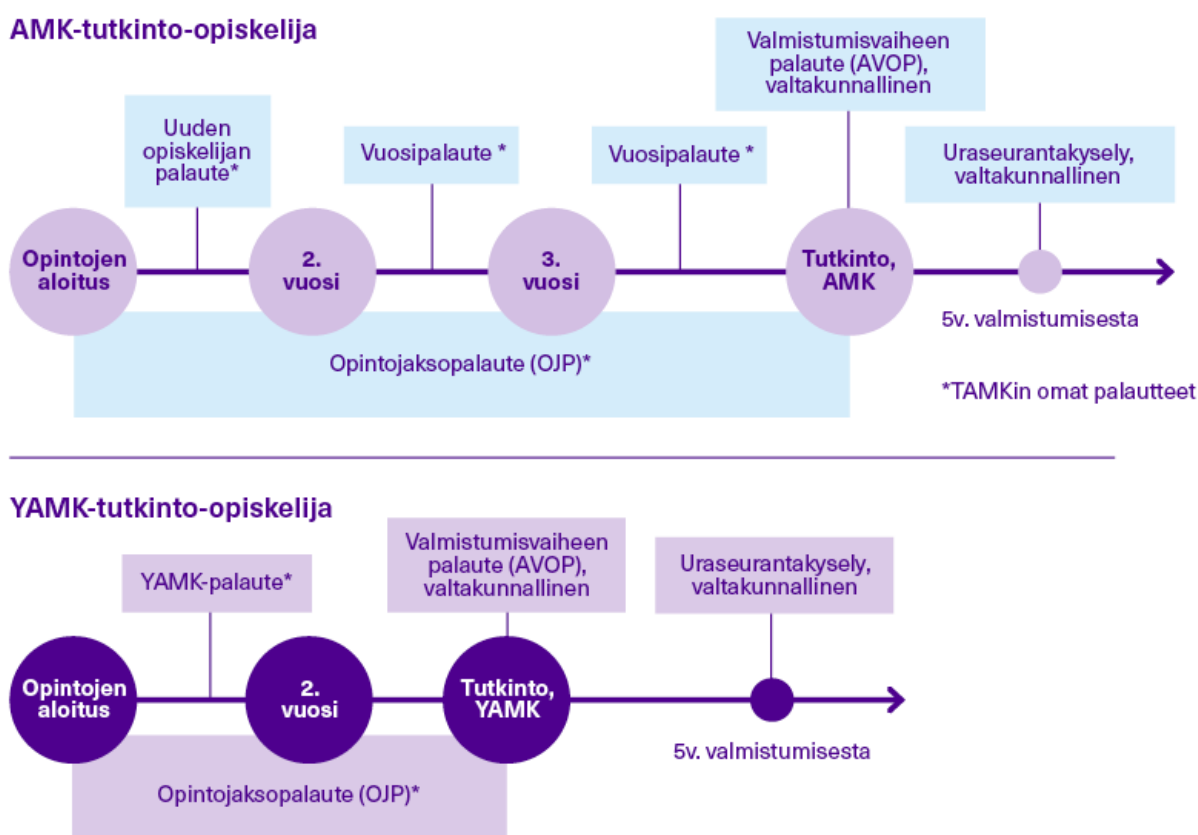 AMK-tutkinto-opiskelija
Uuden
opiskelijan
palaute*
Vuosipalaute *
Vuosipalaute *
Valmistumisvaiheen
palaute (AVOP),
valtakunnallinen
Uraseurantakysely,
valtakunnallinen
Opintojen
aloitus
2.
vuosi
3.
vuosi
Tutkinto,
AMK
5v. valmistumisesta
Opintojaksopalaute (OJP)*
*TAMKin omat palautteet
YAMK-tutkinto-opiskelija
YAMK-palaute*
Valmistumisvaiheen
palaute (AVOP),
valtakunnallinen
Uraseurantakysely,
valtakunnallinen
Opintojen
aloitus
2.
vuosi
Tutkinto,
YAMK
5v. valmistumisesta
Opintojaksopalaute (OJP)*